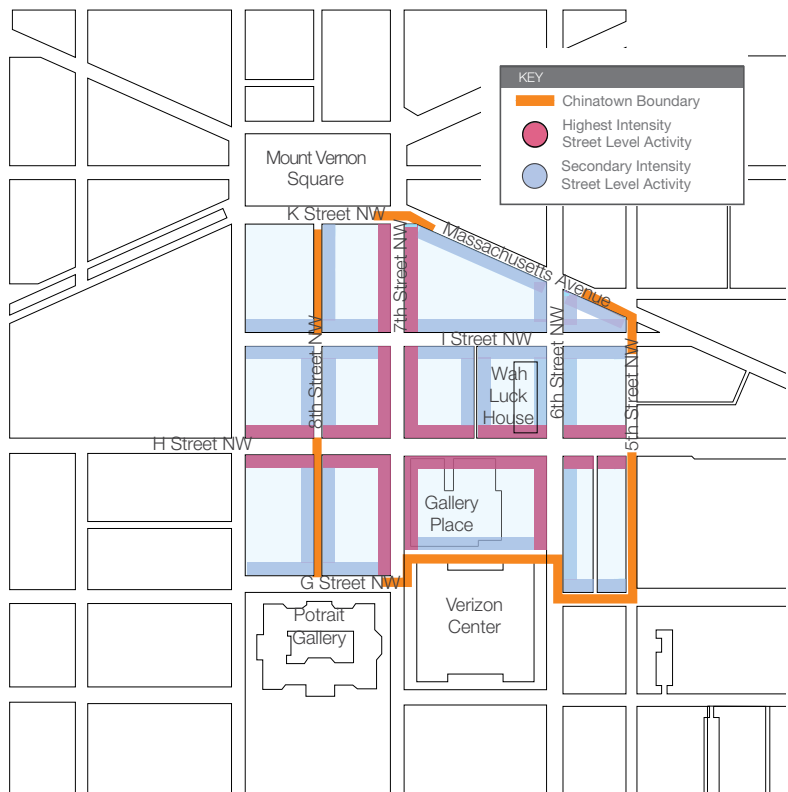 KEY
Chinatown Boundary
Highest Intensity
Street Level Activity
Secondary Intensity
Street Level Activity
Mount Vernon
Square
K Street NW
Massachusetts Avenue
7th Street NW
I Street NW
8th Street NW
6th Street NW
5th Street NW
Wah
Luck
House
H Street NW
Gallery
Place
G Street NW
Potrait
Gallery
Verizon
Center